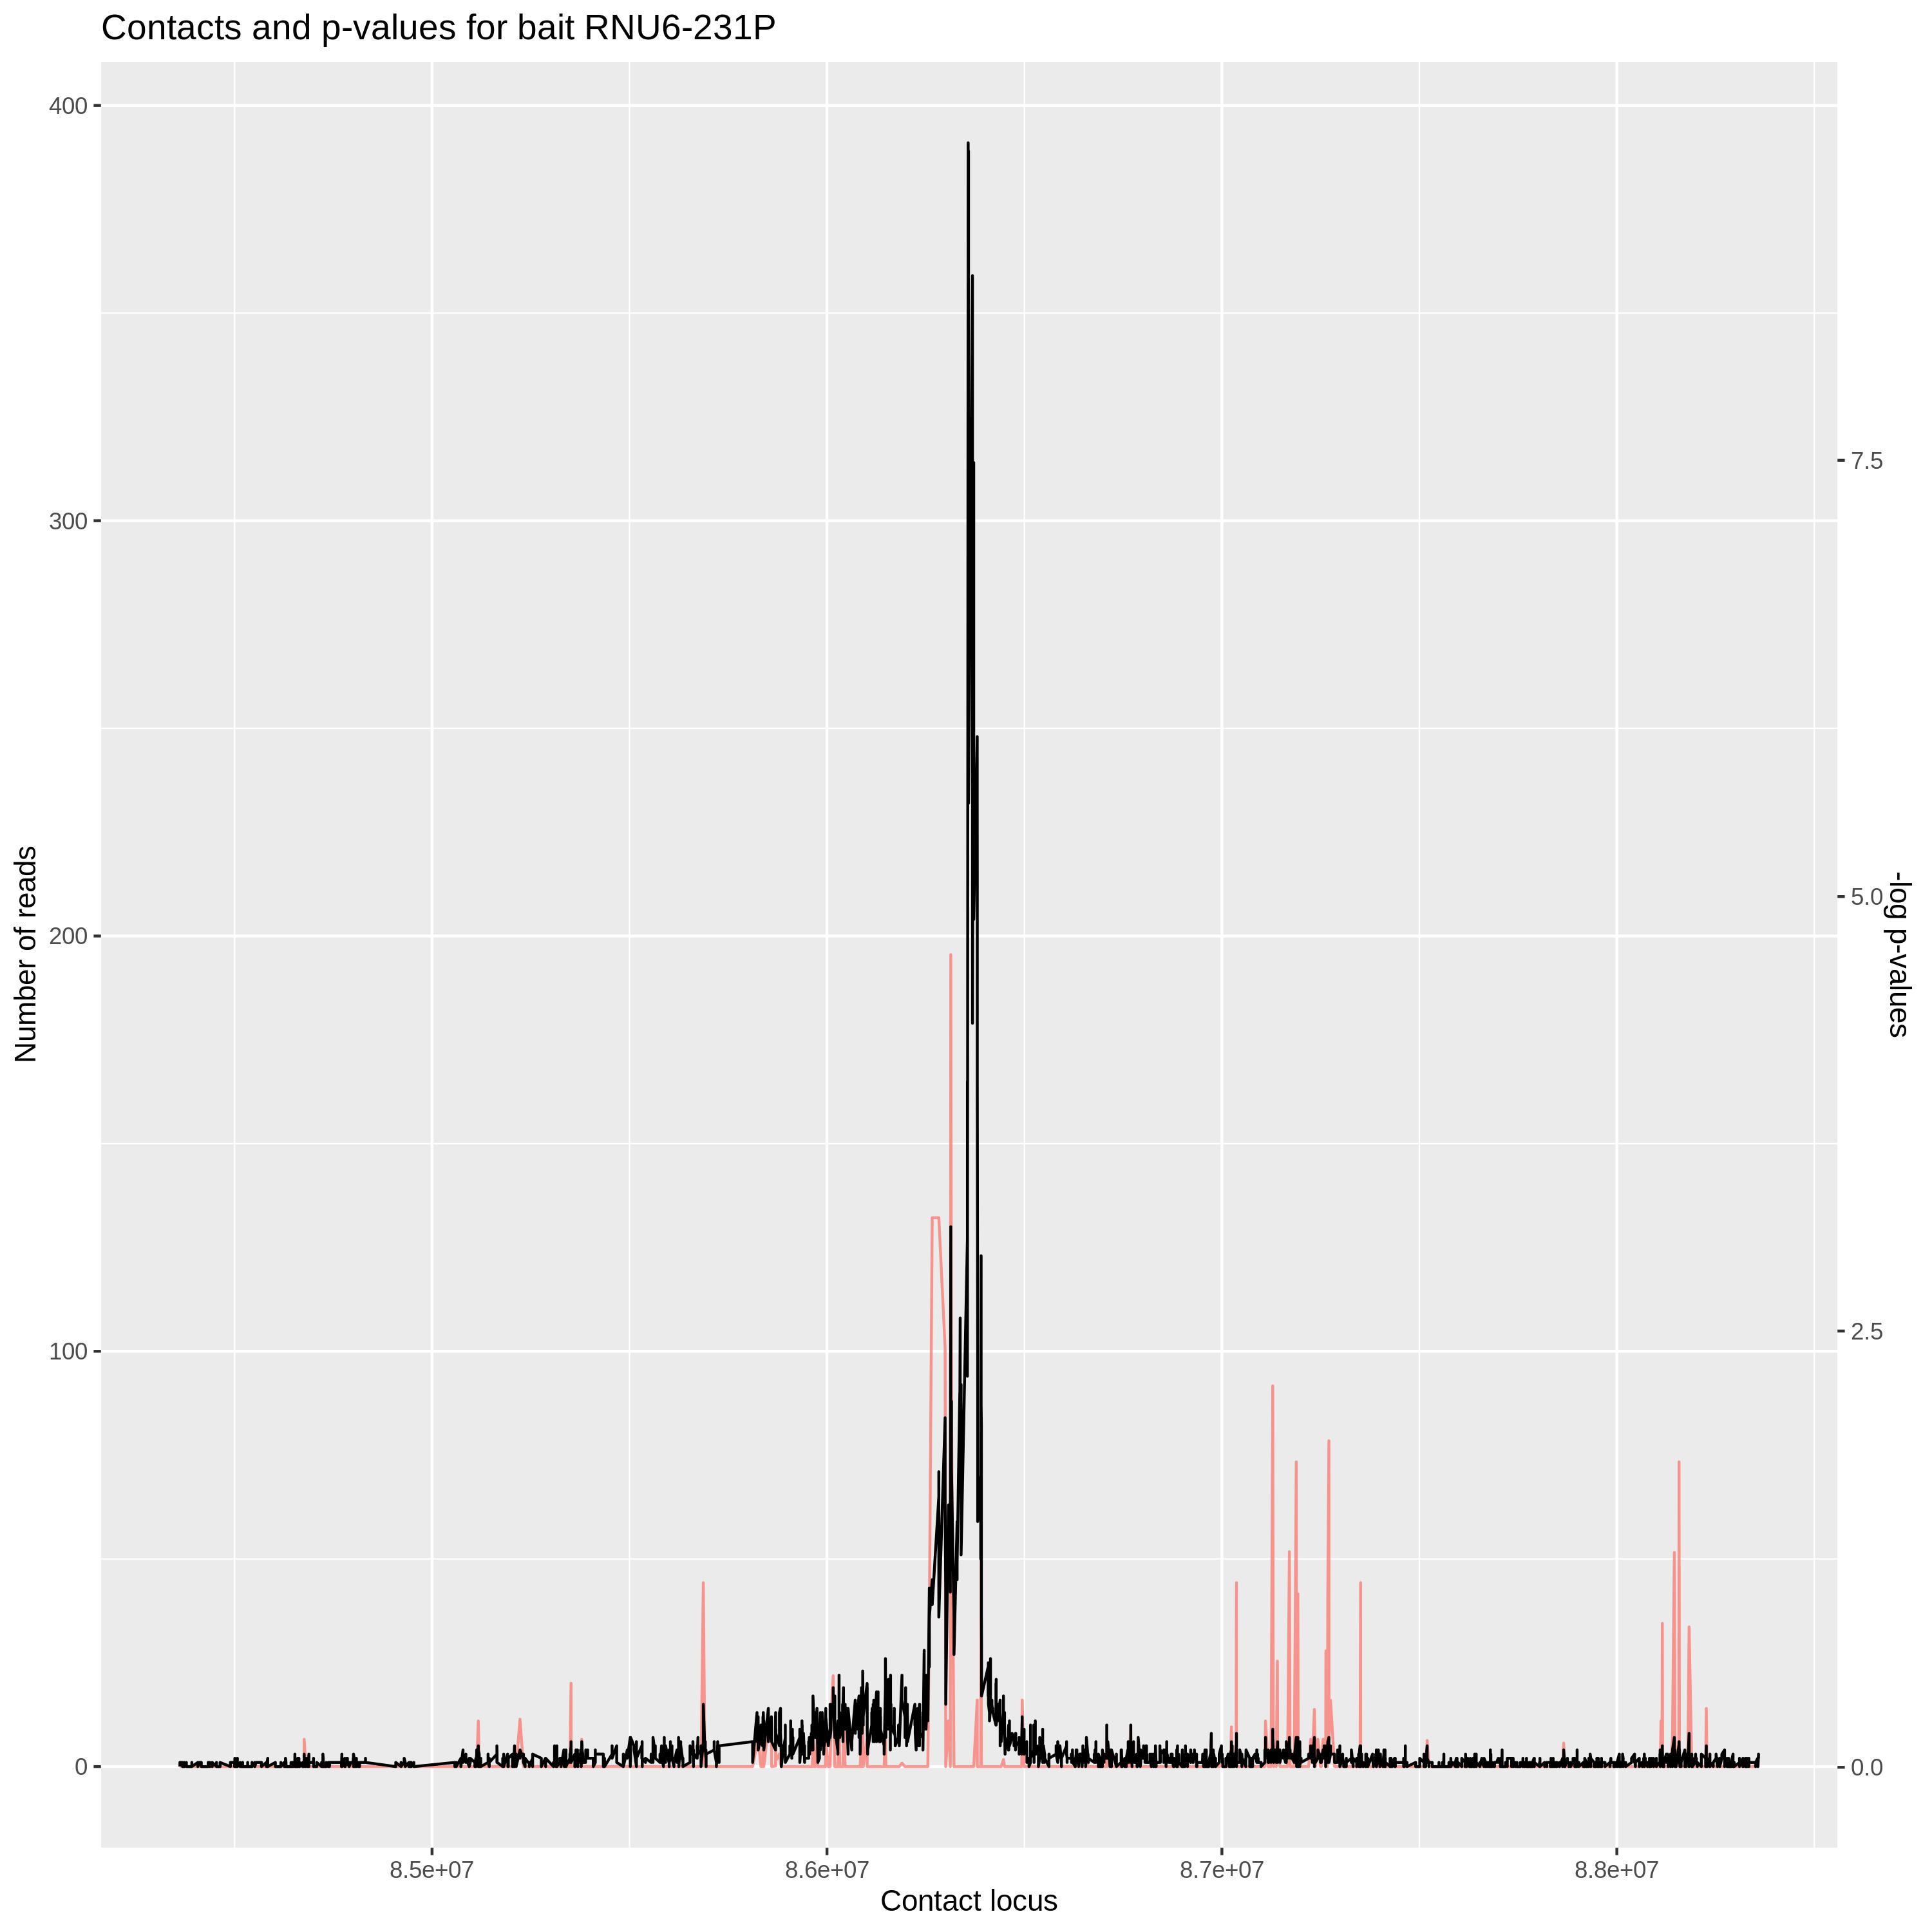 Contacts and p-values for bait RNU6-231P
400
300
200
100
0
Number of reads
7.5
5.0
2.5
0.0
-log p-values
8.5e+07
8.6e+07
8.7e+07
8.8e+07
Contact locus